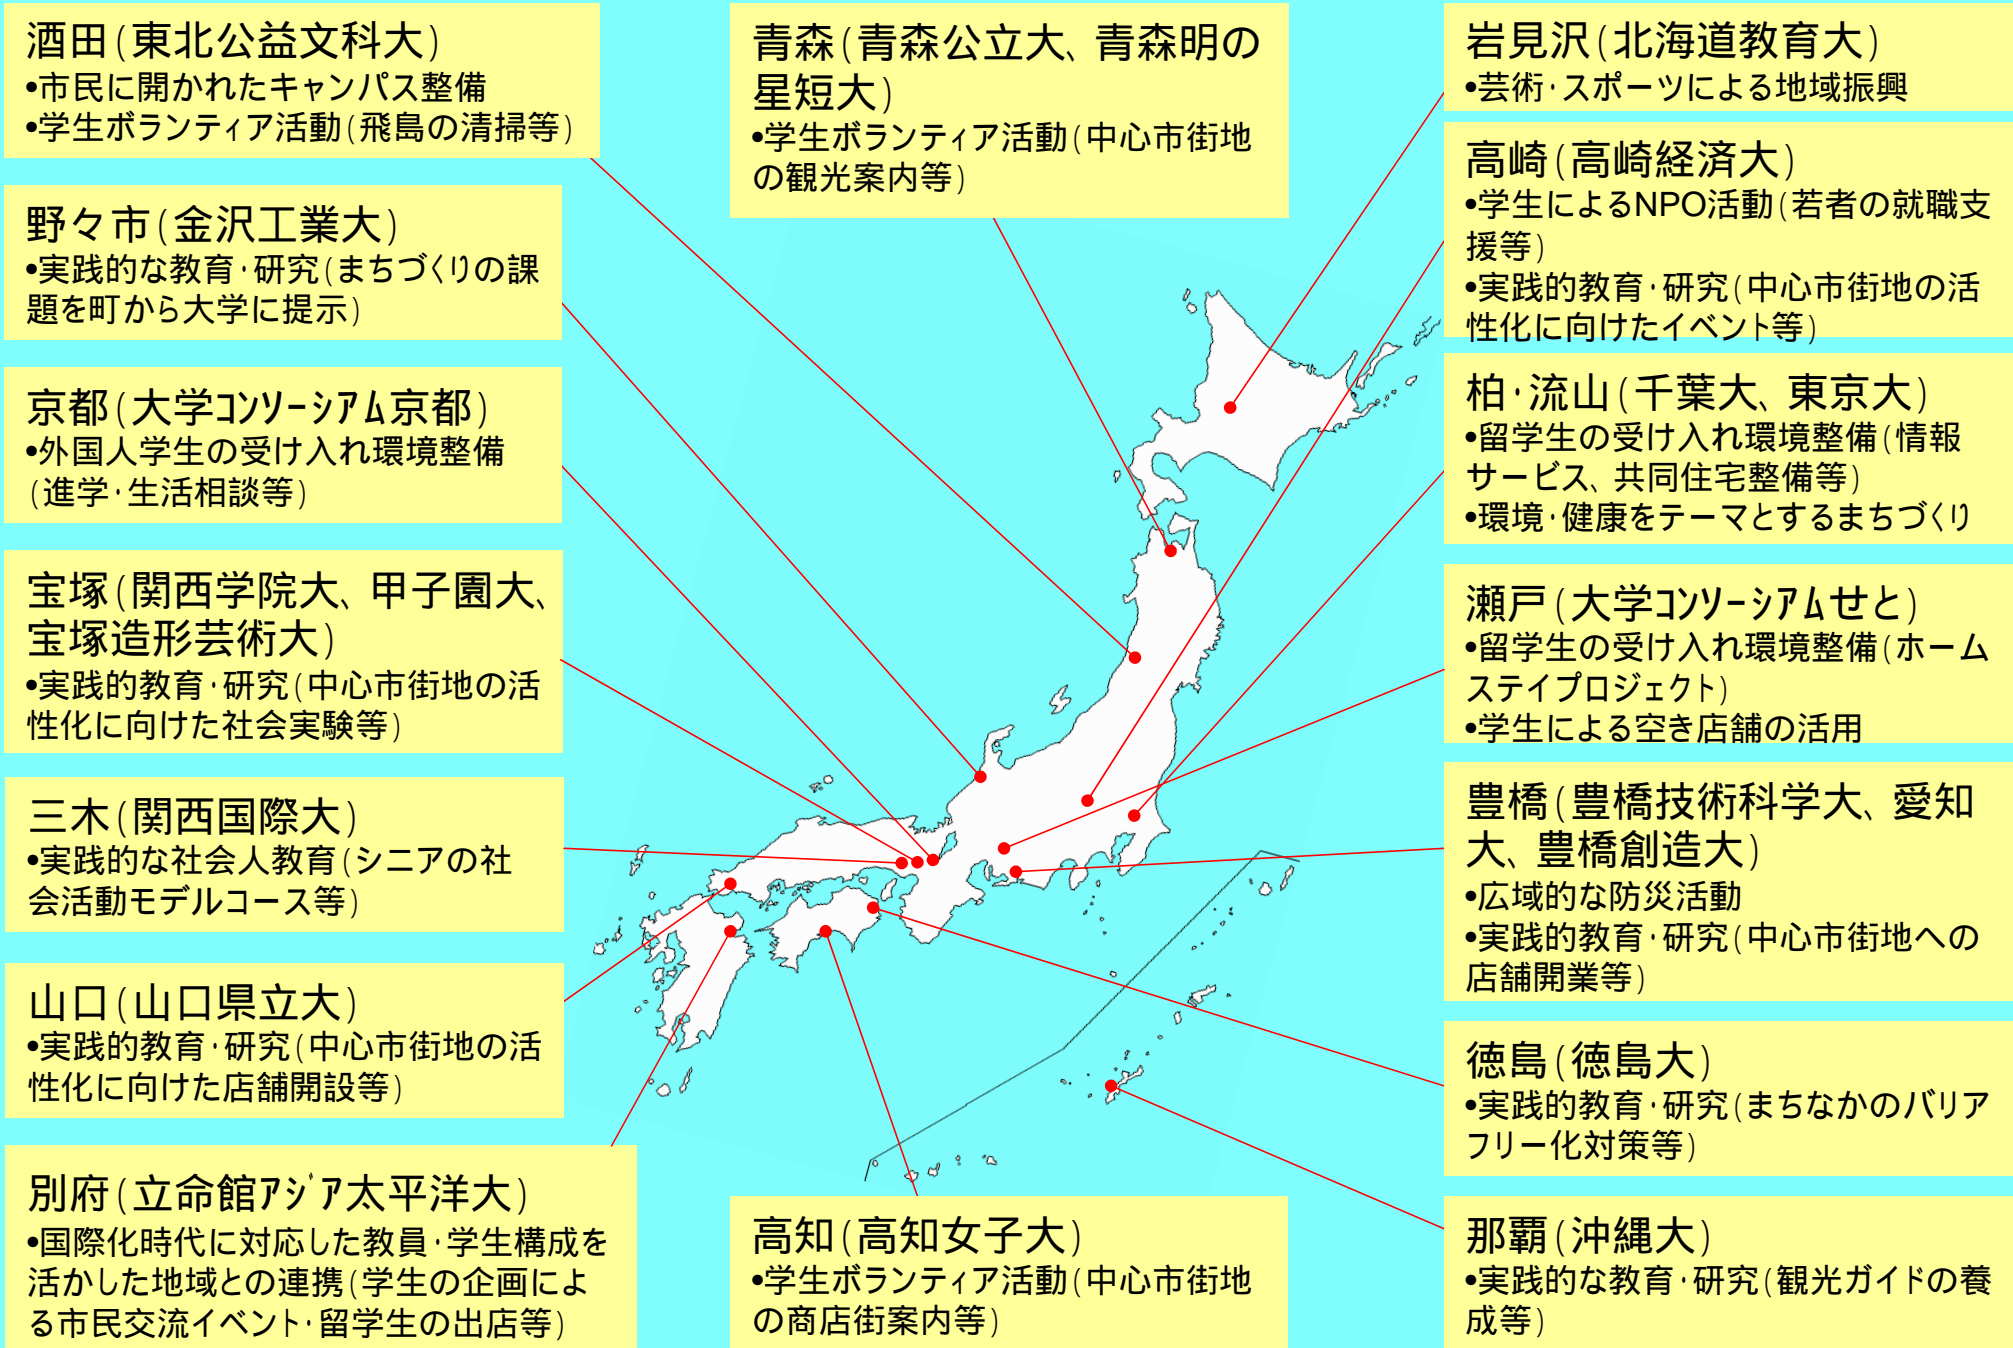 酒田(東北公益文科大)
•市民に開かれたキャンパス整備
•学生ボランティア活動(飛島の清掃等)
野々市(金沢工業大)
•実践的な教育･研究(まちづくりの課
題を町から大学に提示)
京都(大学ｺﾝｿｰｼｱﾑ京都)
•外国人学生の受け入れ環境整備
(進学･生活相談等)
宝塚(関西学院大、甲子園大、
宝塚造形芸術大)
•実践的教育･研究(中心市街地の活
性化に向けた社会実験等)
三木(関西国際大)
•実践的な社会人教育(シニアの社
会活動モデルコース等)
山口(山口県立大)
•実践的教育･研究(中心市街地の活
性化に向けた店舗開設等)
別府(立命館ｱｼﾞｱ太平洋大)
•国際化時代に対応した教員･学生構成を
活かした地域との連携(学生の企画によ
る市民交流イベント･留学生の出店等)
青森(青森公立大、青森明の
星短大)
•学生ボランティア活動(中心市街地
の観光案内等)
高知(高知女子大)
•学生ボランティア活動(中心市街地
の商店街案内等)
岩見沢(北海道教育大)
•芸術･スポーツによる地域振興
高崎(高崎経済大)
•学生によるNPO活動(若者の就職支
援等)
•実践的教育･研究(中心市街地の活
性化に向けたイベント等)
柏･流山(千葉大、東京大)
•留学生の受け入れ環境整備(情報
サービス、共同住宅整備等)
•環境･健康をテーマとするまちづくり
瀬戸(大学ｺﾝｿｰｼｱﾑせと)
•留学生の受け入れ環境整備(ホーム
ステイプロジェクト)
•学生による空き店舗の活用
豊橋(豊橋技術科学大、愛知
大、豊橋創造大)
•広域的な防災活動
•実践的教育･研究(中心市街地への
店舗開業等)
徳島(徳島大)
•実践的教育･研究(まちなかのバリア
フリー化対策等)
那覇(沖縄大)
•実践的な教育･研究(観光ガイドの養
成等)